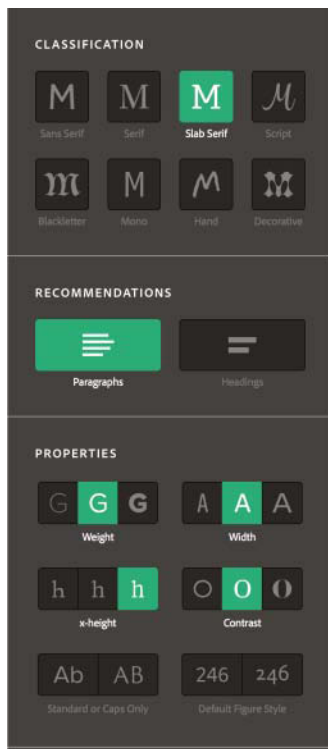 CLASSIFICATION
M M M M
Sans Serif Serif Slab Serif Script
m M M M
Blackletter Mono Hand Decorative
RECOMMENDATIONS
Paragraphs Headings
PROPERTIES
G G G A A A
Weight Width
h h h O O O
x-height Contrast
Ab AB 246 246
Standard or Caps Only Default Figure Style